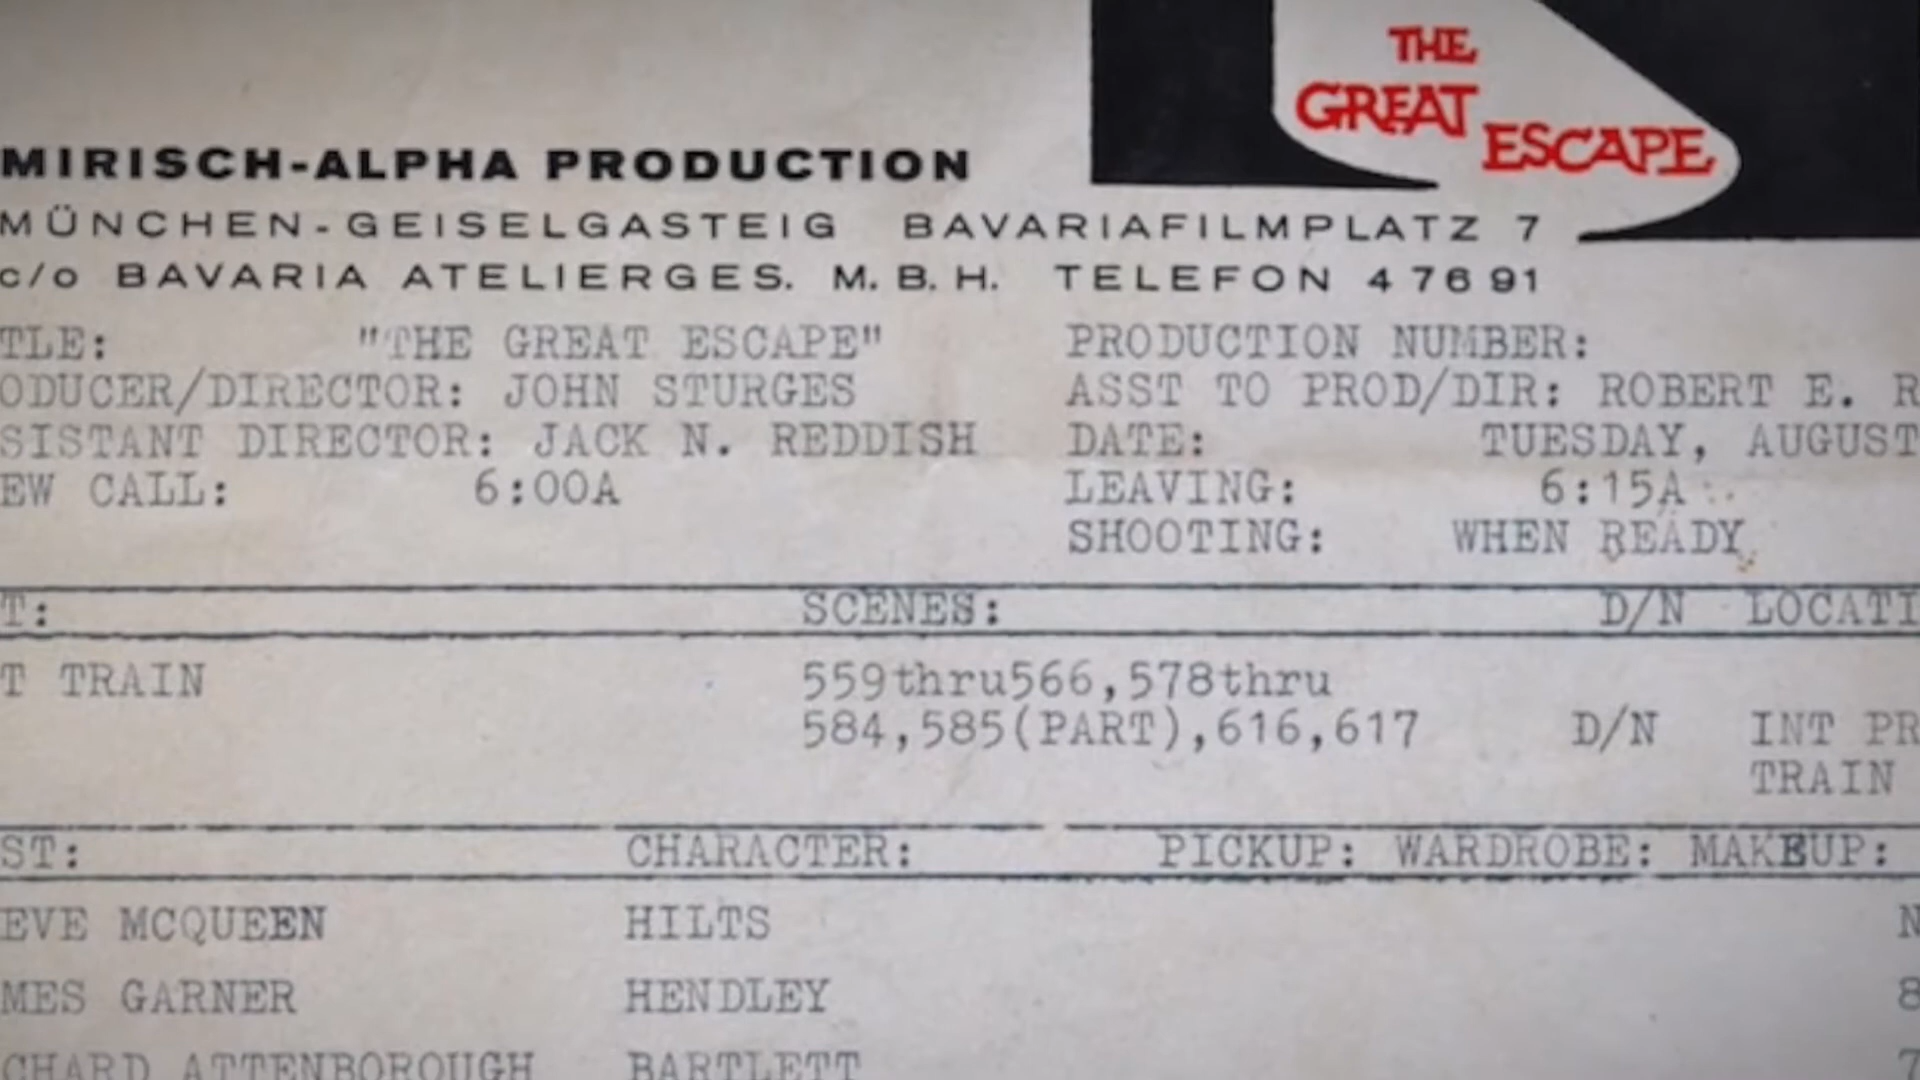 THE
GREAT
ESCAPE
MIRISCH-ALPHA PRODUCTION
MÜNCHEN-GEISELGASTEIG BAVARIAFILMPLATZ 7
c/o BAVARIA ATELIERGES. M.B.H. TELEFON 47691
TLE: "THE GREAT ESCAPE" PRODUCTION NUMBER:
ODUCER/DIRECTOR: JOHN STURGES ASST TO PROD/DIR: ROBERT E. R
SISTANT DIRECTOR: JACK N. REDDISH DATE: TUESDAY, AUGUST
EW CALL: 6:00A LEAVING: 6:15A
SHOOTING: WHEN READY
T: SCENES: D/N LOCATI
T TRAIN 559thru566,578thru
584,585(PART),616,617 D/N INT PR
TRAIN
ST: CHARACTER: PICKUP: WARDROBE: MAKEUP:
EVE MCQUEEN HILTS N
MES GARNER HENDLEY 8
CHARD ATTENBOROUGH BARTLETT 7